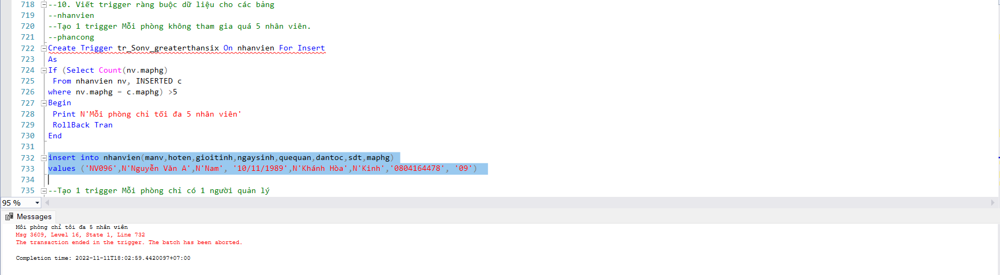 718 --10. Viết trigger ràng buộc dữ liệu cho các bảng
719 --nhanvien
720 --Tạo 1 trigger Mỗi phòng không tham gia quá 5 nhân viên.
721 --phancong
722 Create Trigger tr_Sonv_greaterthansix On nhanvien For Insert
723 As
724 If (Select Count(nv.maphg)
725 From nhanvien nv, INSERTED c
726 where nv.maphg = c.maphg) >5
727 Begin
728 Print N'Mỗi phòng chỉ tối đa 5 nhân viên'
729 RollBack Tran
730 End
731
732 insert into nhanvien(manv,hoten,gioitinh,ngaysinh,quequan,dantoc,sdt,maphg)
733 values ('NV096',N'Nguyễn Văn A',N'Nam', '10/11/1989',N'Khánh Hòa',N'Kinh','0804164478', '09')
734
735 --Tạo 1 trigger Mỗi phòng chỉ có 1 người quản lý
95 %
Messages
Mỗi phòng chỉ tối đa 5 nhân viên
Msg 3609, Level 16, State 1, Line 732
The transaction ended in the trigger. The batch has been aborted.
Completion time: 2022-11-11T18:02:59.4420097+07:00